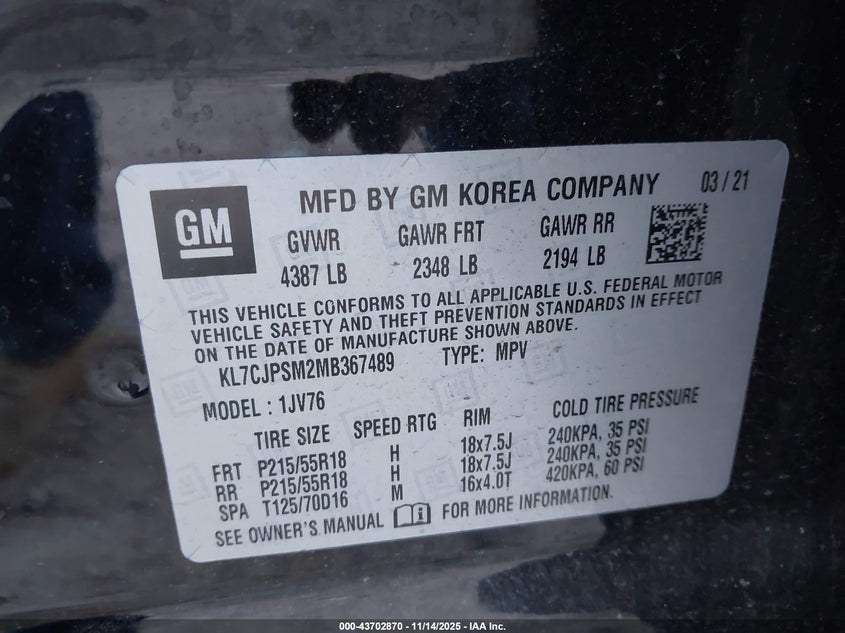 GM
MFD BY GM KOREA COMPANY 03 / 21
GVWR GAWR FRT GAWR RR
4387 LB 2348 LB 2194 LB
THIS VEHICLE CONFORMS TO ALL APPLICABLE U.S. FEDERAL MOTOR
VEHICLE SAFETY AND THEFT PREVENTION STANDARDS IN EFFECT
ON THE DATE OF MANUFACTURE SHOWN ABOVE.
KL7CJPSM2MB367489 TYPE: MPV
MODEL : 1JV76
TIRE SIZE SPEED RTG RIM COLD TIRE PRESSURE
FRT P215/55R18 H 18x7.5J 240KPA, 35 PSI
RR P215/55R18 H 18x7.5J 240KPA, 35 PSI
SPA T125/70D16 M 16x4.0T 420KPA, 60 PSI
SEE OWNER'S MANUAL FOR MORE INFORMATION.
000-43702870 - 11/14/2025 - IAA Inc.